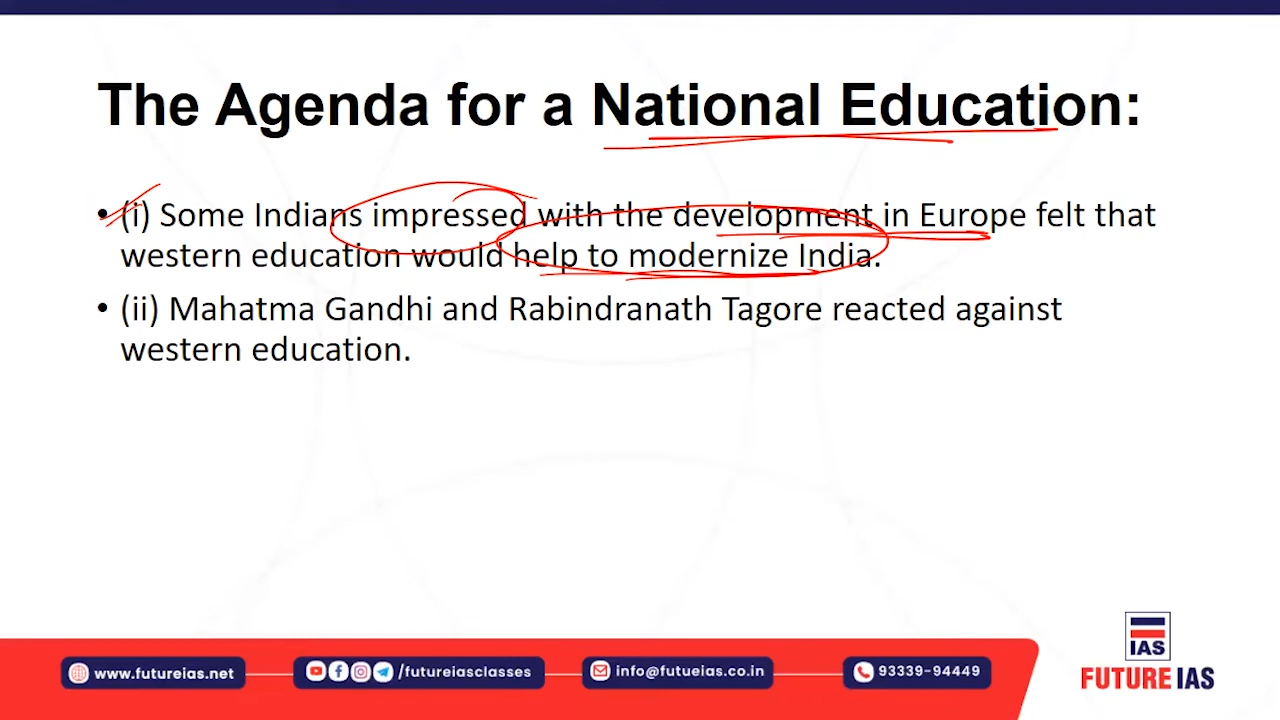 The Agenda for a National Education:
• (i) Some Indians impressed with the development in Europe felt that
western education would help to modernize India.
• (ii) Mahatma Gandhi and Rabindranath Tagore reacted against
western education.
IAS
FUTURE IAS
www.futureias.net
/futureiasclasses
info@futueias.co.in
93339-94449